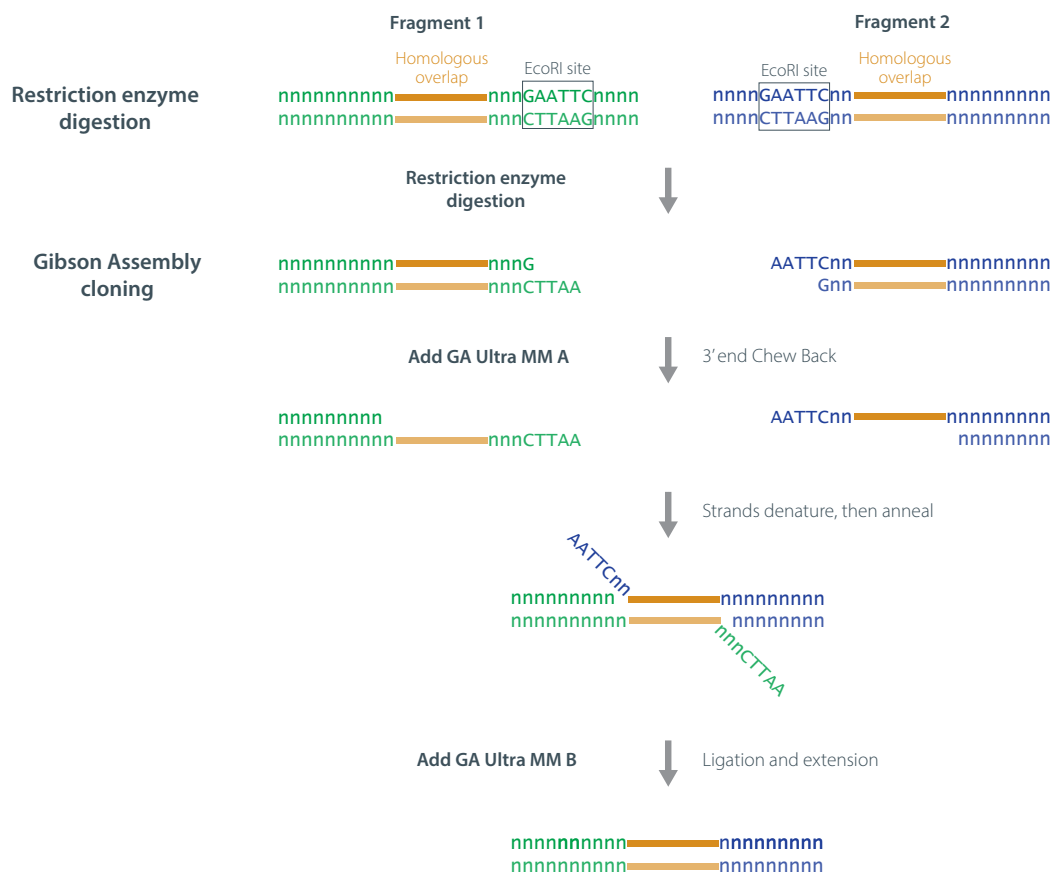 Fragment 1
Fragment 2
Homologous
overlap
EcoRI site
EcoRI site
Homologous
overlap
Restriction enzyme
digestion
nnnnnnnnnn nnnGAATTCnnnn
nnnnnnnnnn nnnCTTAAGnnnn
nnnnGAATTCnn nnnnnnnnn
nnnnCTTAAGnn nnnnnnnnn
Restriction enzyme
digestion
Gibson Assembly
cloning
nnnnnnnnnn nnnG
nnnnnnnnnn nnnCTTAA
AATTCnn nnnnnnnnn
Gnn nnnnnnnnn
Add GA Ultra MM A
3' end Chew Back
nnnnnnnnn
nnnnnnnnnn nnnCTTAA
AATTCnn nnnnnnnnn
nnnnnnnn
Strands denature, then anneal
AATTCnn
nnnnnnnnn nnnnnnnnn
nnnnnnnnnn nnnnnnnn
nnnCTTAA
Add GA Ultra MM B
Ligation and extension
nnnnnnnnnn nnnnnnnnn
nnnnnnnnnn nnnnnnnnn